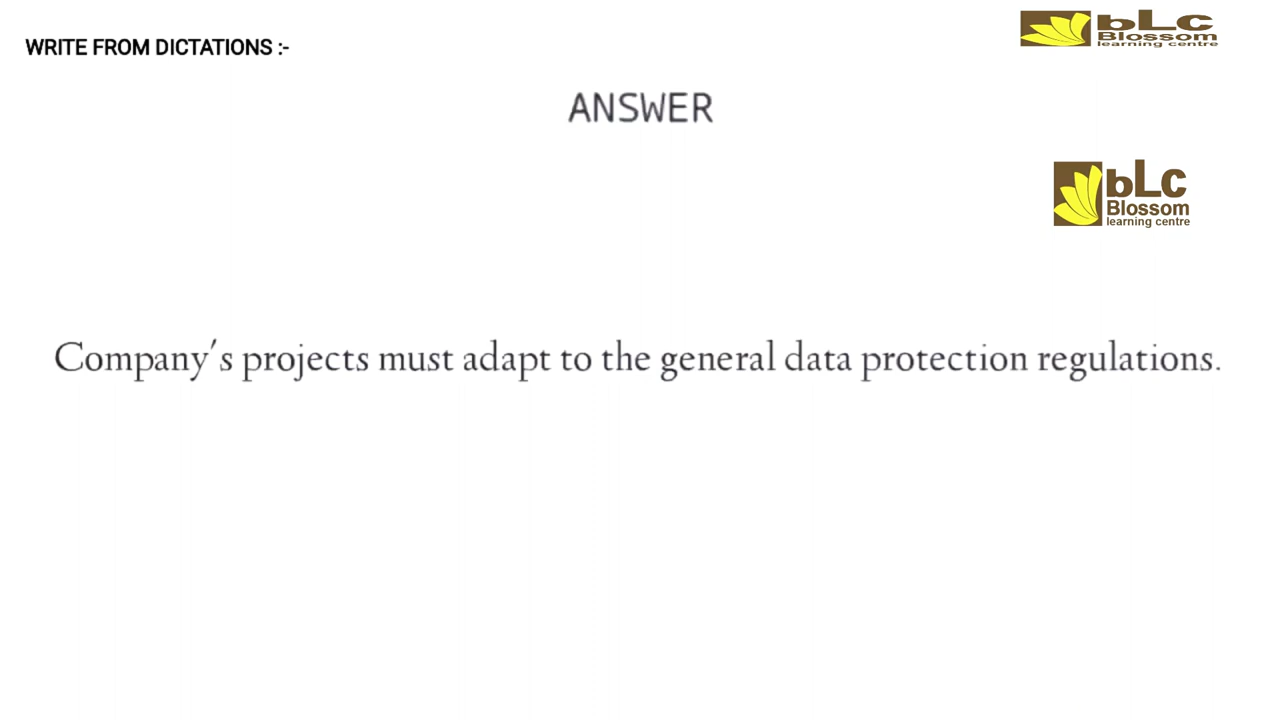 WRITE FROM DICTATIONS :-
bLc
Blossom
learning centre
ANSWER
bLc
Blossom
learning centre
Company's projects must adapt to the general data protection regulations.